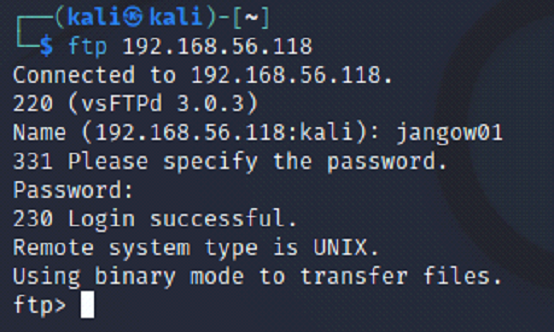 ┌──(kali㉿kali)-[~]
└─$ ftp 192.168.56.118
Connected to 192.168.56.118.
220 (vsFTPd 3.0.3)
Name (192.168.56.118:kali): jangow01
331 Please specify the password.
Password:
230 Login successful.
Remote system type is UNIX.
Using binary mode to transfer files.
ftp>